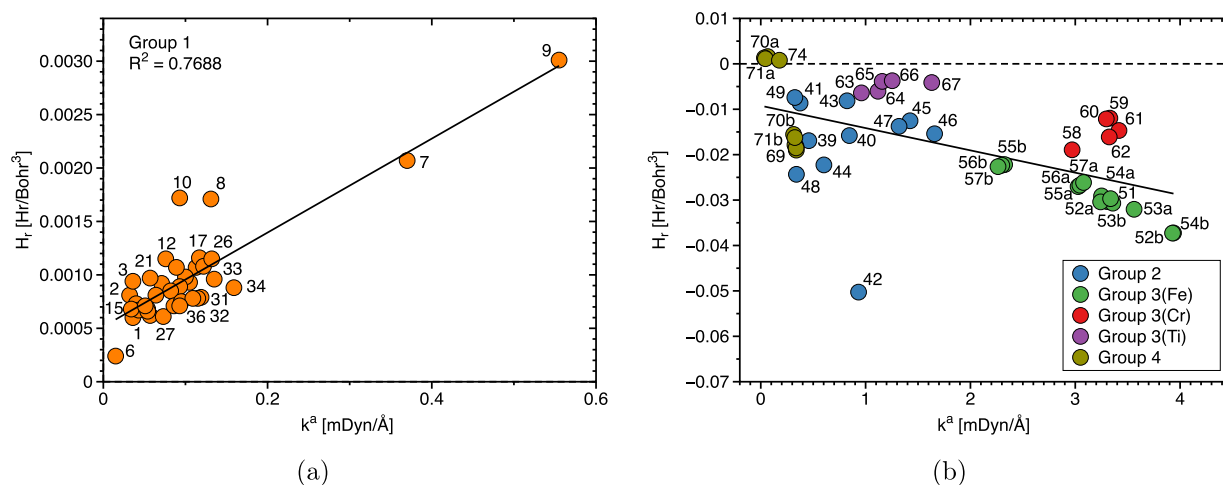 Group 1
R² = 0.7688
Hr [Hr/Bohr³]
0.0030
0.0025
0.0020
0.0015
0.0010
0.0005
0
9
7
10
8
12
17
26
21
3
33
2
34
15
31
32
36
1
27
6
0
0.2
0.4
0.6
kᵃ [mDyn/Å]
(a)
Hr [Hr/Bohr³]
0.01
0
−0.01
−0.02
−0.03
−0.04
−0.05
−0.06
−0.07
70a
74
71a
65
66
63
64
67
49
41
43
45
47
46
60
59
61
58
62
70b
71b
39
40
69
44
48
55b
56b
57b
57a
54a
56a
55a
51
52a
53a
53b
54b
52b
42
Group 2
Group 3(Fe)
Group 3(Cr)
Group 3(Ti)
Group 4
0
1
2
3
4
kᵃ [mDyn/Å]
(b)